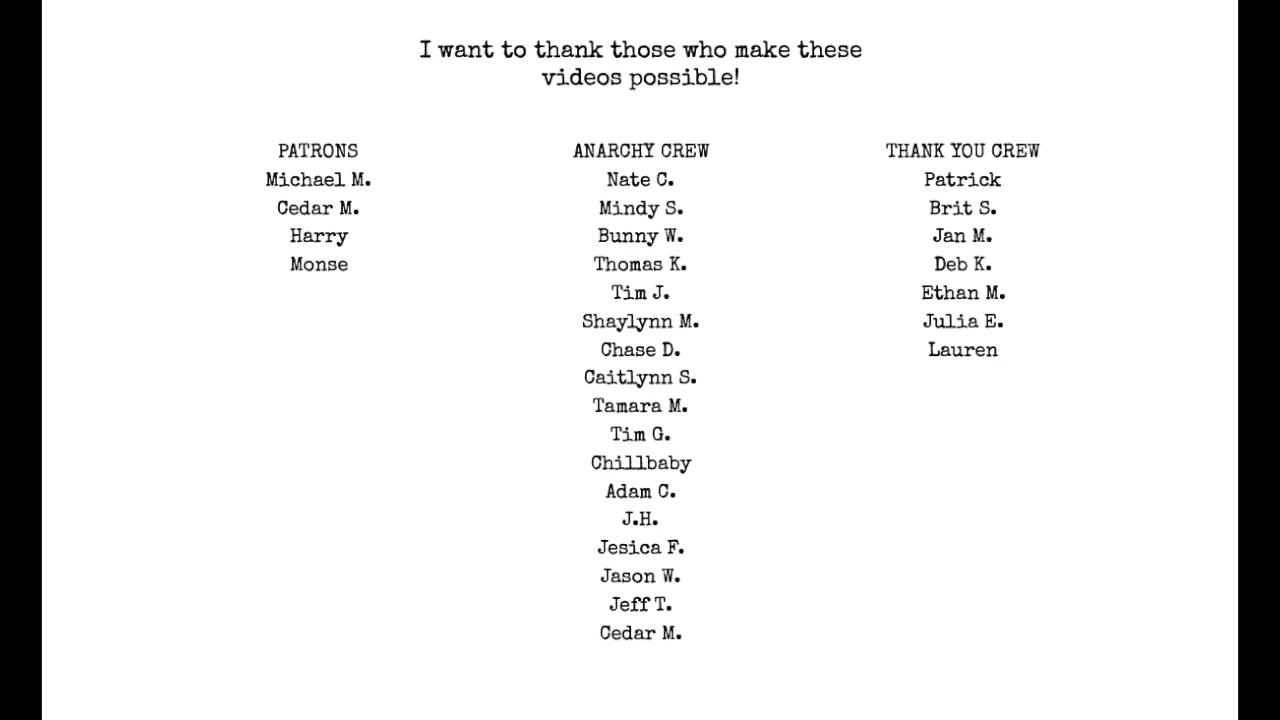 I want to thank those who make these
videos possible!
PATRONS
Michael M.
Cedar M.
Harry
Monse
ANARCHY CREW
Nate C.
Mindy S.
Bunny W.
Thomas K.
Tim J.
Shaylynn M.
Chase D.
Caitlynn S.
Tamara M.
Tim G.
Chillbaby
Adam C.
J.H.
Jesica F.
Jason W.
Jeff T.
Cedar M.
THANK YOU CREW
Patrick
Brit S.
Jan M.
Deb K.
Ethan M.
Julia E.
Lauren